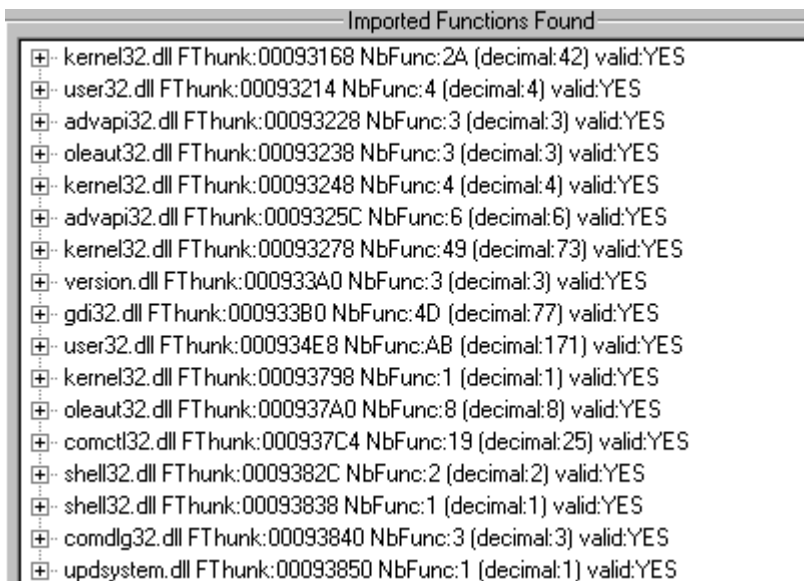 Imported Functions Found
kernel32.dll FThunk:00093168 NbFunc:2A (decimal:42) valid:YES
user32.dll FThunk:00093214 NbFunc:4 (decimal:4) valid:YES
advapi32.dll FThunk:00093228 NbFunc:3 (decimal:3) valid:YES
oleaut32.dll FThunk:00093238 NbFunc:3 (decimal:3) valid:YES
kernel32.dll FThunk:00093248 NbFunc:4 (decimal:4) valid:YES
advapi32.dll FThunk:0009325C NbFunc:6 (decimal:6) valid:YES
kernel32.dll FThunk:00093278 NbFunc:49 (decimal:73) valid:YES
version.dll FThunk:000933A0 NbFunc:3 (decimal:3) valid:YES
gdi32.dll FThunk:000933B0 NbFunc:4D (decimal:77) valid:YES
user32.dll FThunk:000934E8 NbFunc:AB (decimal:171) valid:YES
kernel32.dll FThunk:00093798 NbFunc:1 (decimal:1) valid:YES
oleaut32.dll FThunk:000937A0 NbFunc:8 (decimal:8) valid:YES
comctl32.dll FThunk:000937C4 NbFunc:19 (decimal:25) valid:YES
shell32.dll FThunk:0009382C NbFunc:2 (decimal:2) valid:YES
shell32.dll FThunk:00093838 NbFunc:1 (decimal:1) valid:YES
comdlg32.dll FThunk:00093840 NbFunc:3 (decimal:3) valid:YES
updsystem.dll FThunk:00093850 NbFunc:1 (decimal:1) valid:YES